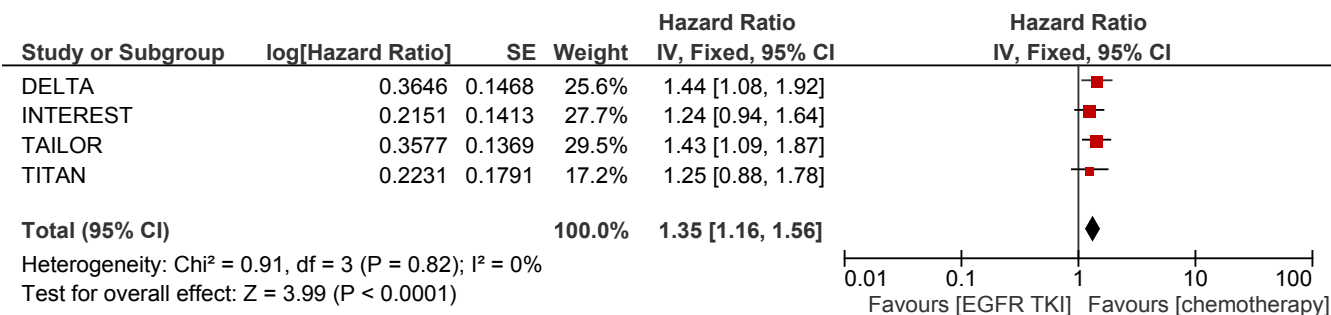 Hazard Ratio Hazard Ratio
Study or Subgroup log[Hazard Ratio] SE Weight IV, Fixed, 95% CI IV, Fixed, 95% CI
DELTA 0.3646 0.1468 25.6% 1.44 [1.08, 1.92]
INTEREST 0.2151 0.1413 27.7% 1.24 [0.94, 1.64]
TAILOR 0.3577 0.1369 29.5% 1.43 [1.09, 1.87]
TITAN 0.2231 0.1791 17.2% 1.25 [0.88, 1.78]
Total (95% CI) 100.0% 1.35 [1.16, 1.56]
Heterogeneity: Chi² = 0.91, df = 3 (P = 0.82); I² = 0%
Test for overall effect: Z = 3.99 (P < 0.0001)
0.01 0.1 1 10 100
Favours [EGFR TKI] Favours [chemotherapy]